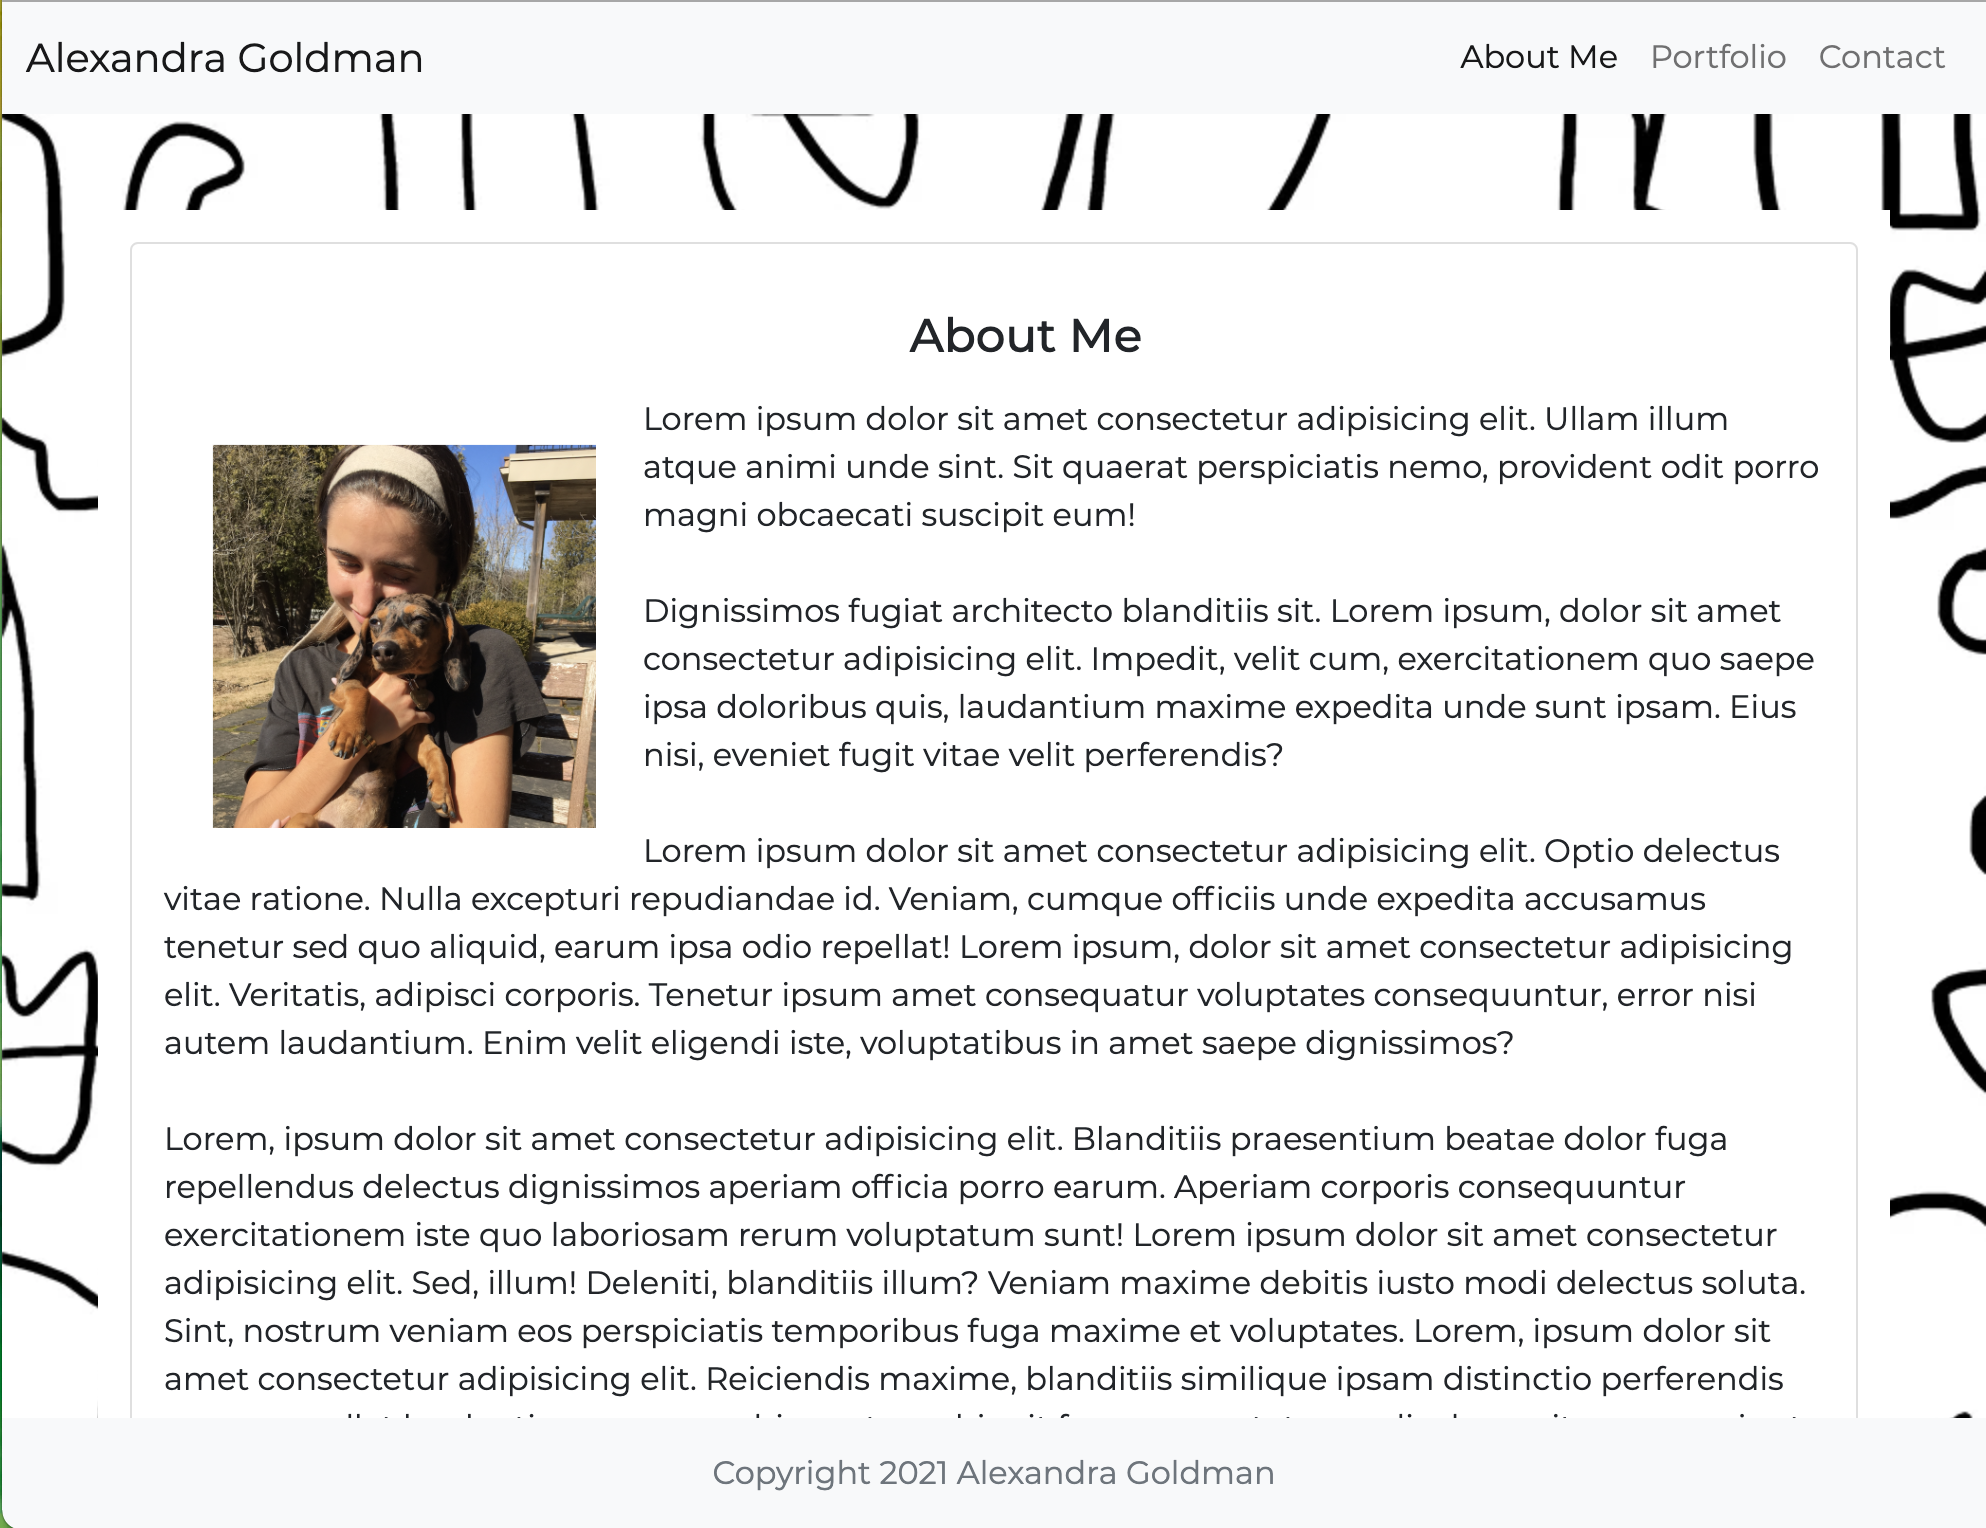 Alexandra Goldman
About Me Portfolio Contact
About Me
Lorem ipsum dolor sit amet consectetur adipisicing elit. Ullam illum
atque animi unde sint. Sit quaerat perspiciatis nemo, provident odit porro
magni obcaecati suscipit eum!
Dignissimos fugiat architecto blanditiis sit. Lorem ipsum, dolor sit amet
consectetur adipisicing elit. Impedit, velit cum, exercitationem quo saepe
ipsa doloribus quis, laudantium maxime expedita unde sunt ipsam. Eius
nisi, eveniet fugit vitae velit perferendis?
Lorem ipsum dolor sit amet consectetur adipisicing elit. Optio delectus
vitae ratione. Nulla excepturi repudiandae id. Veniam, cumque officiis unde expedita accusamus
tenetur sed quo aliquid, earum ipsa odio repellat! Lorem ipsum, dolor sit amet consectetur adipisicing
elit. Veritatis, adipisci corporis. Tenetur ipsum amet consequatur voluptates consequuntur, error nisi
autem laudantium. Enim velit eligendi iste, voluptatibus in amet saepe dignissimos?
Lorem, ipsum dolor sit amet consectetur adipisicing elit. Blanditiis praesentium beatae dolor fuga
repellendus delectus dignissimos aperiam officia porro earum. Aperiam corporis consequuntur
exercitationem iste quo laboriosam rerum voluptatum sunt! Lorem ipsum dolor sit amet consectetur
adipisicing elit. Sed, illum! Deleniti, blanditiis illum? Veniam maxime debitis iusto modi delectus soluta.
Sint, nostrum veniam eos perspiciatis temporibus fuga maxime et voluptates. Lorem, ipsum dolor sit
amet consectetur adipisicing elit. Reiciendis maxime, blanditiis similique ipsam distinctio perferendis
Copyright 2021 Alexandra Goldman